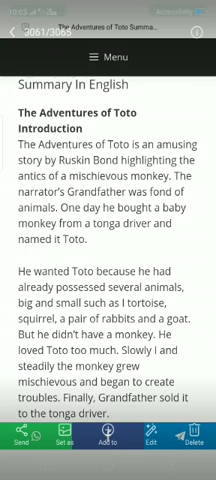 10:05
The Adventures of Toto Summa...
3061/3065
Menu
Summary In English
The Adventures of Toto
Introduction
The Adventures of Toto is an amusing
story by Ruskin Bond highlighting the
antics of a mischievous monkey. The
narrator's Grandfather was fond of
animals. One day he bought a baby
monkey from a tonga driver and
named it Toto.
He wanted Toto because he had
already possessed several animals,
big and small such as I tortoise,
squirrel, a pair of rabbits and a goat.
But he didn't have a monkey. He
loved Toto too much. Slowly I and
steadily the monkey grew
mischievous and began to create
troubles. Finally, Grandfather sold it
to the tonga driver.
Send
Set as
Add to
Edit
Delete